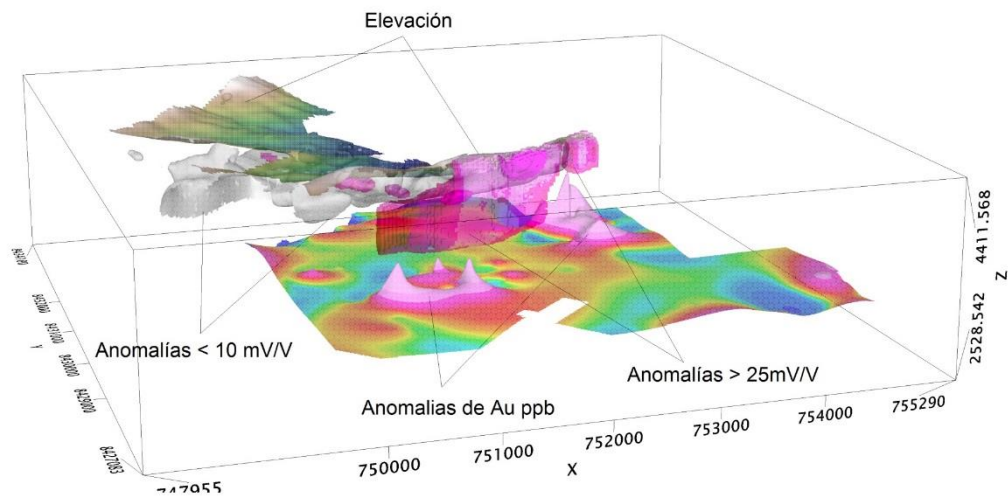 Elevación
4411.568
Z
2528.542
Y
Anomalías < 10 mV/V
Anomalías > 25mV/V
Anomalias de Au ppb
755290
754000
753000
752000
751000
750000
X
747955
8427083